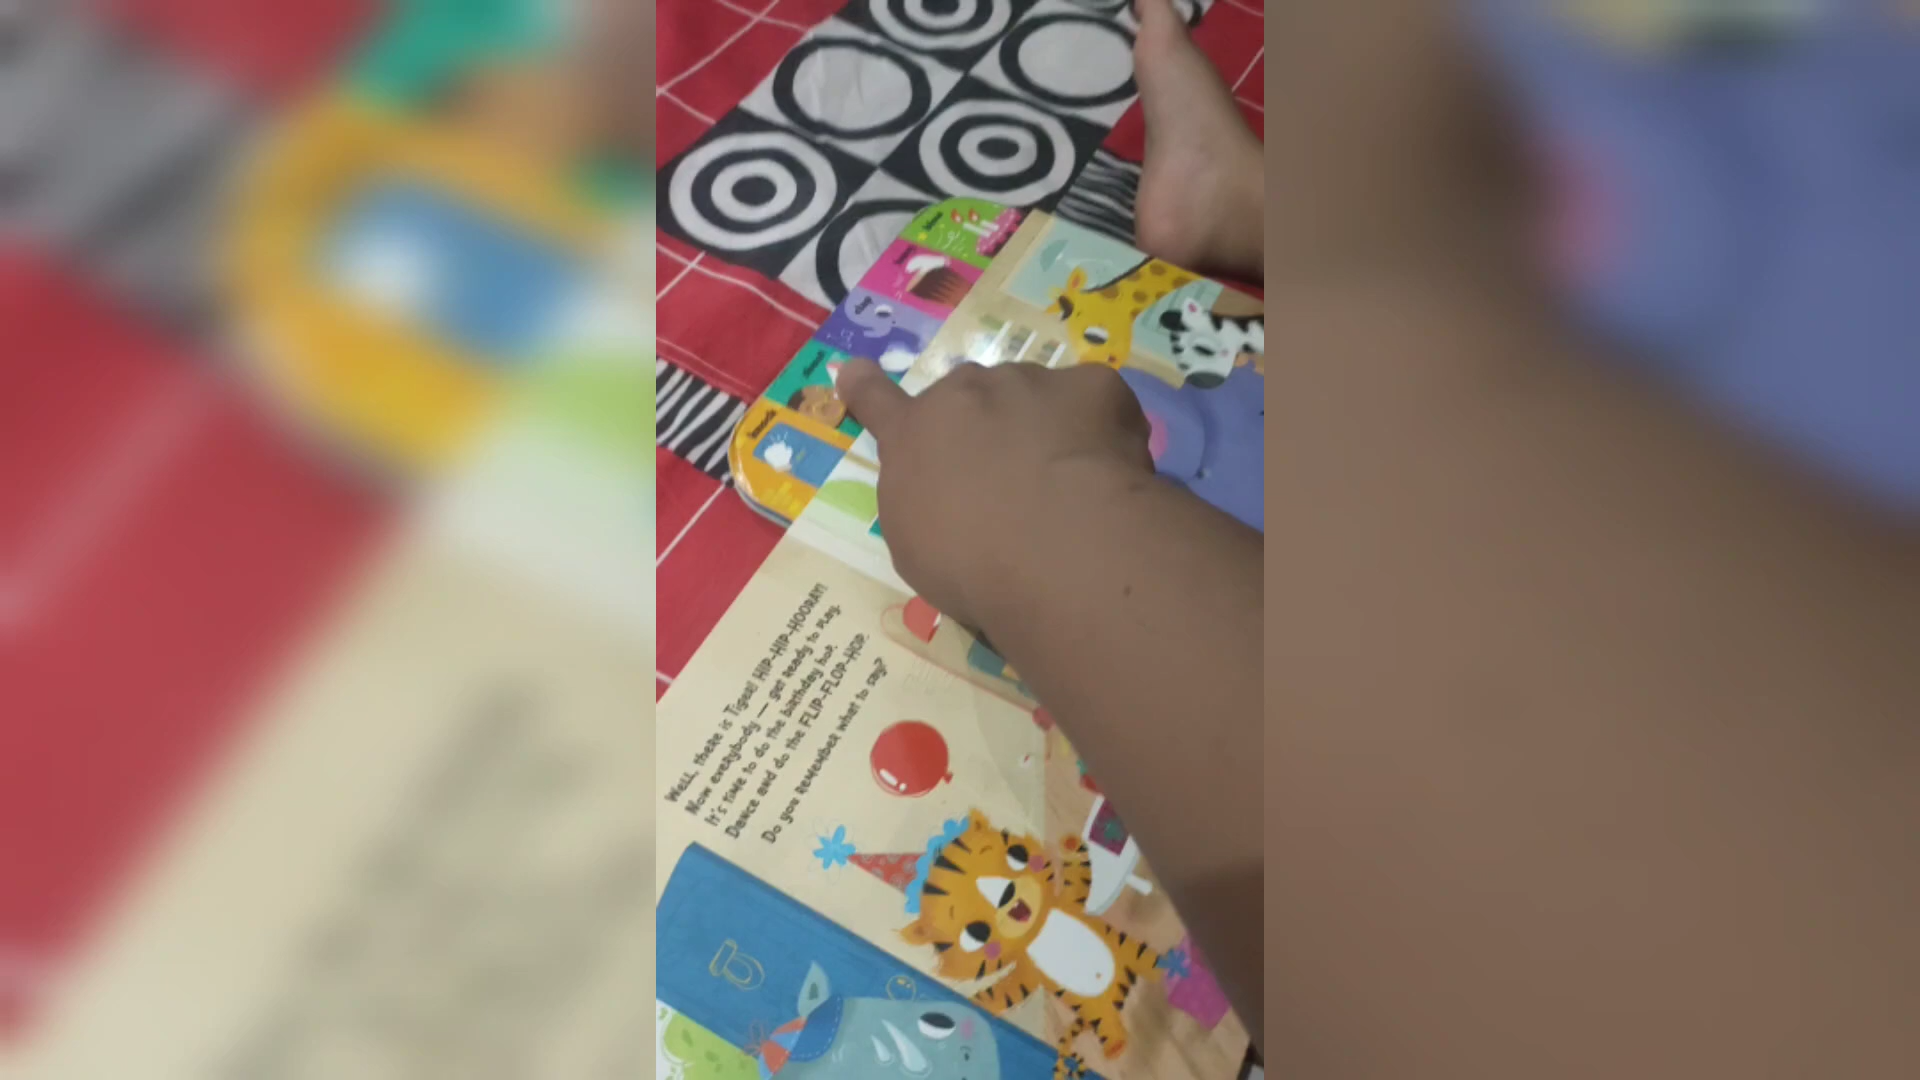 Well, there is Tiger! HIP-HIP-HOORAY!
Now everybody — get ready to play.
It's time to do the birthday hop.
Dance and do the FLIP-FLOP-HOP.
Do you remember what to say?
knock